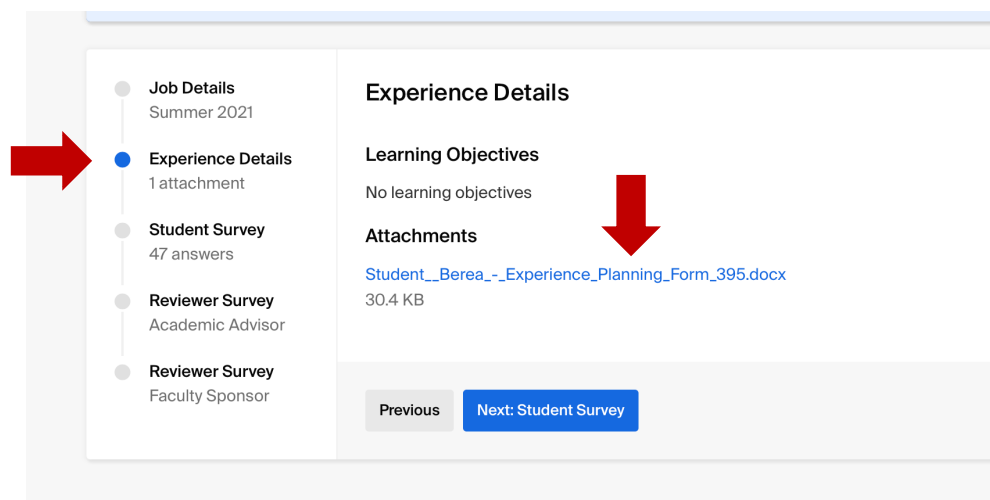 Job Details
Summer 2021
Experience Details
1 attachment
Student Survey
47 answers
Reviewer Survey
Academic Advisor
Reviewer Survey
Faculty Sponsor
Experience Details
Learning Objectives
No learning objectives
Attachments
Student__Berea_-_Experience_Planning_Form_395.docx
30.4 KB
Previous
Next: Student Survey